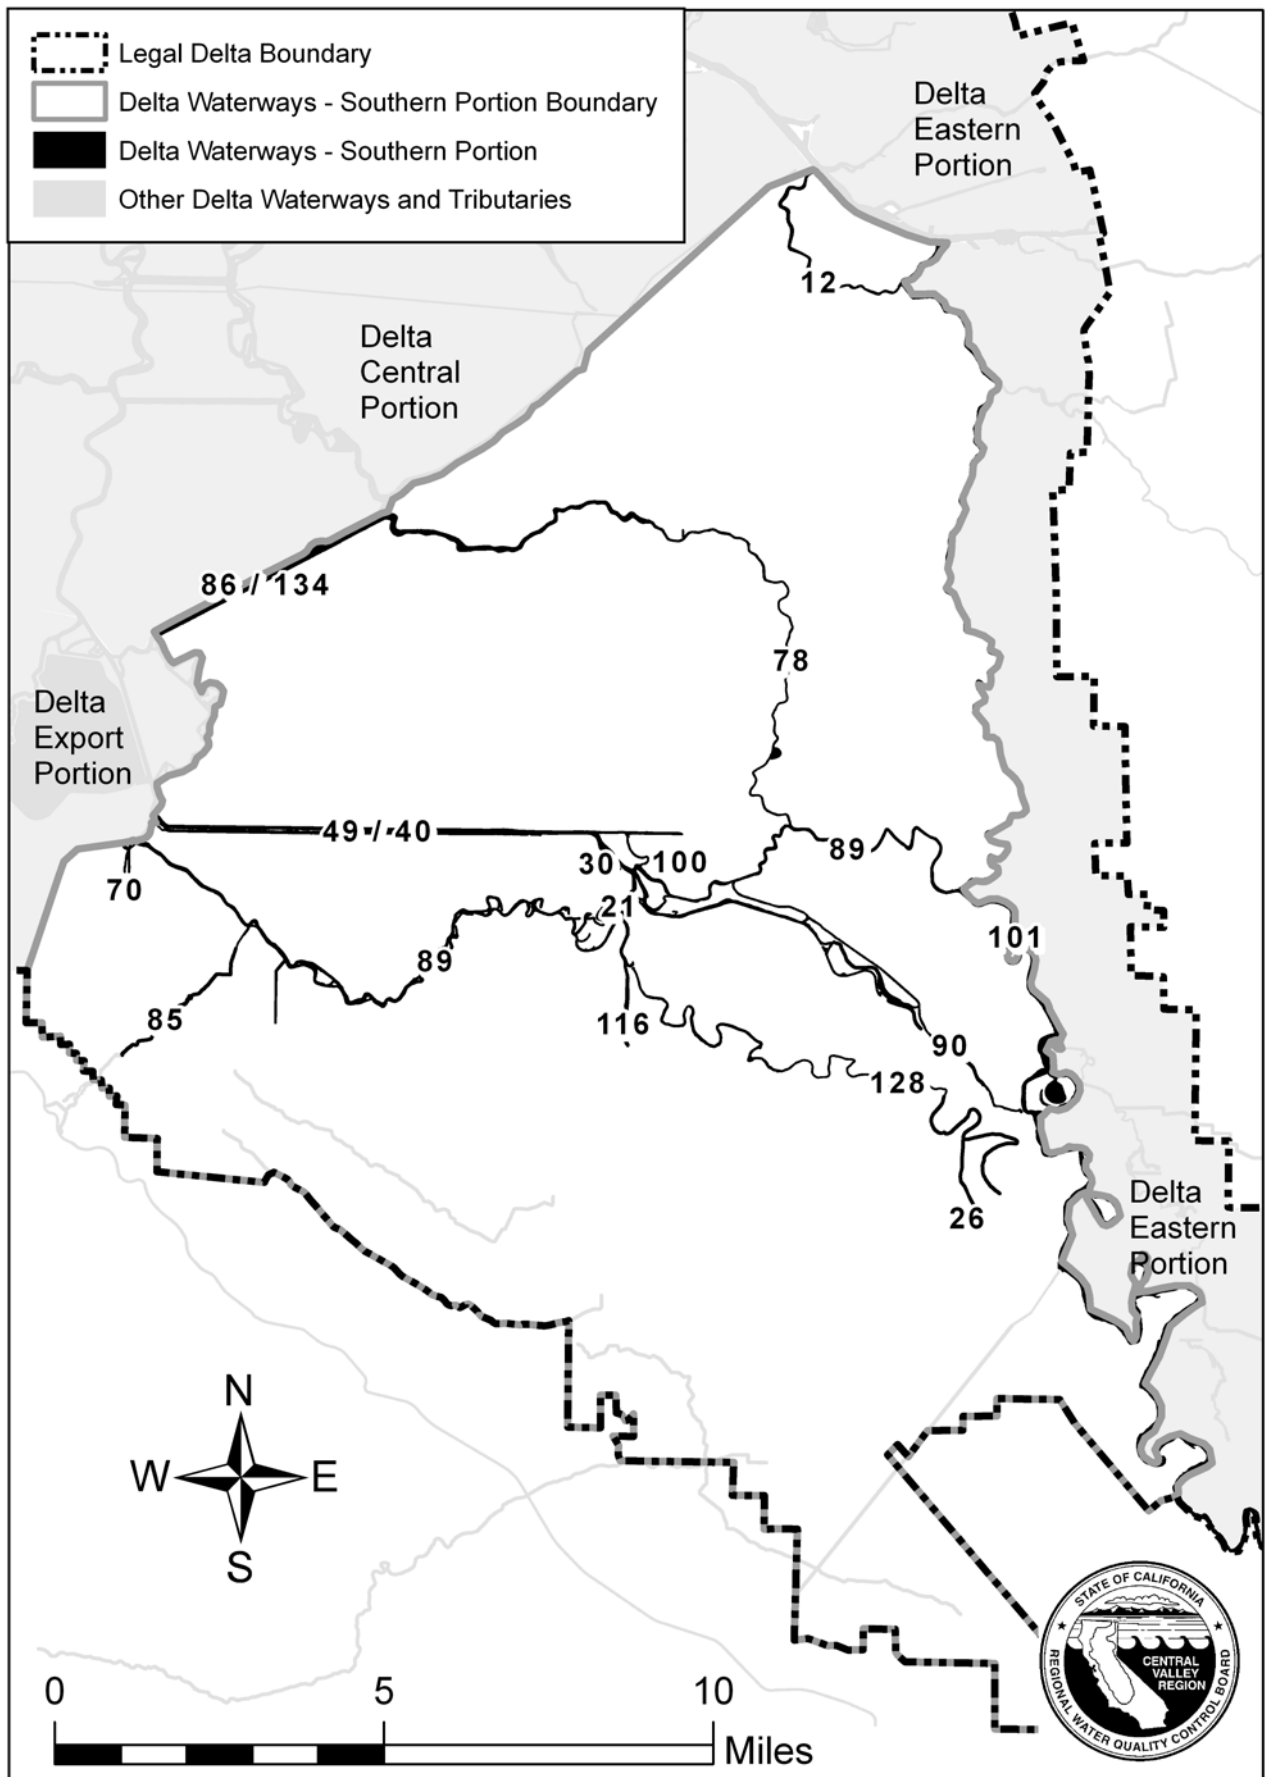 Legal Delta Boundary
Delta Waterways - Southern Portion Boundary
Delta Waterways - Southern Portion
Other Delta Waterways and Tributaries
Delta
Eastern
Portion
12
Delta
Central
Portion
86 / 134
78
Delta
Export
Portion
49 / 40
89
30
100
70
21
101
89
85
116
90
128
26
Delta
Eastern
Portion
N
W
E
S
STATE OF CALIFORNIA
CENTRAL
VALLEY
REGION
REGIONAL WATER QUALITY CONTROL BOARD
0
5
10
Miles